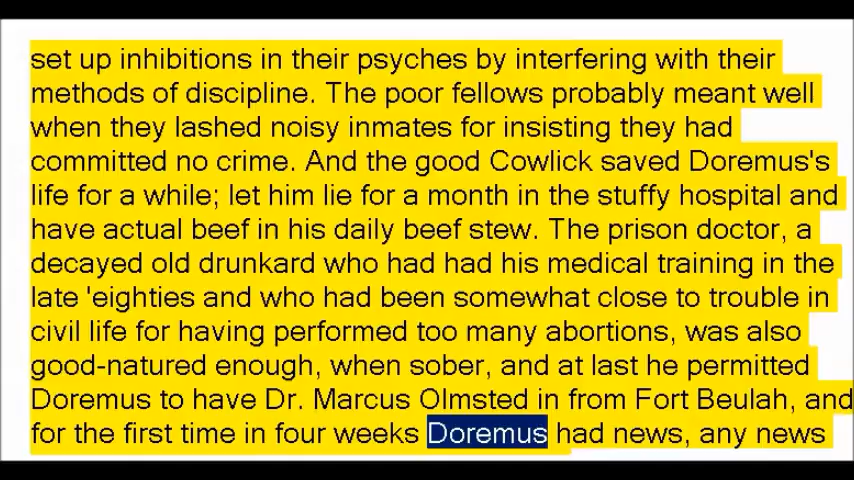 set up inhibitions in their psyches by interfering with their
methods of discipline. The poor fellows probably meant well
when they lashed noisy inmates for insisting they had
committed no crime. And the good Cowlick saved Doremus's
life for a while; let him lie for a month in the stuffy hospital and
have actual beef in his daily beef stew. The prison doctor, a
decayed old drunkard who had had his medical training in the
late 'eighties and who had been somewhat close to trouble in
civil life for having performed too many abortions, was also
good-natured enough, when sober, and at last he permitted
Doremus to have Dr. Marcus Olmsted in from Fort Beulah, and
for the first time in four weeks Doremus had news, any news